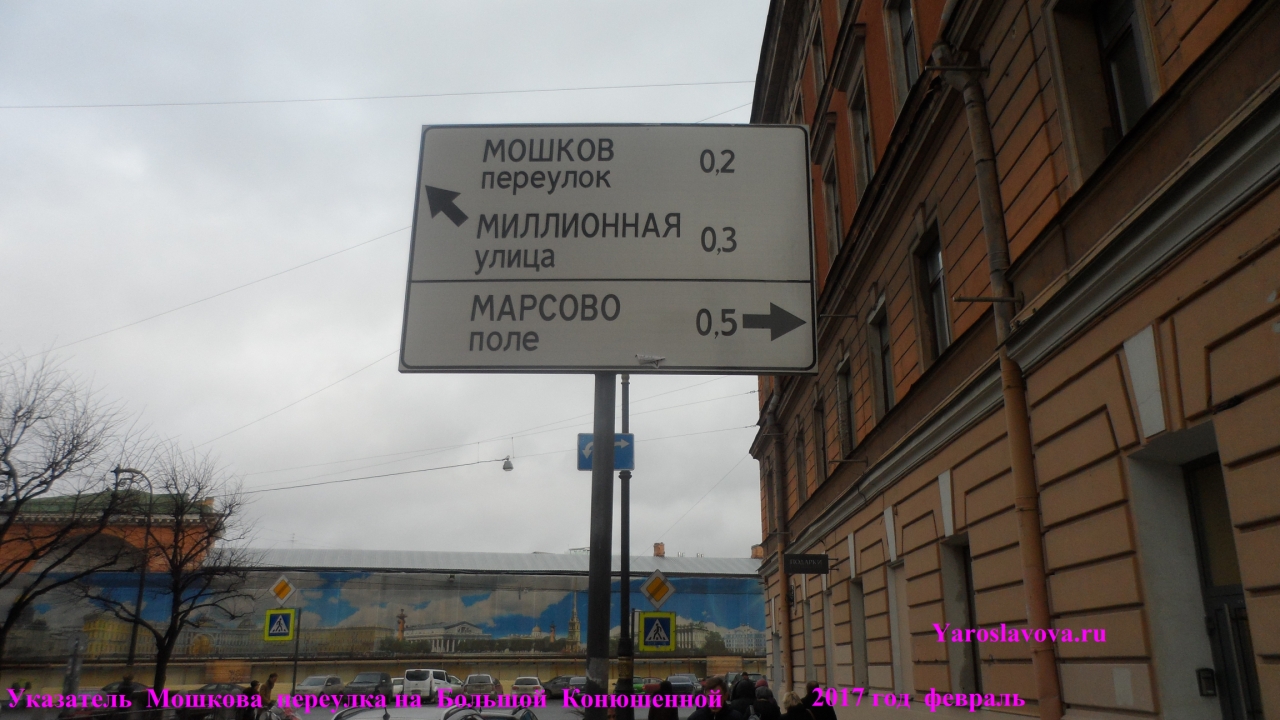 МОШКОВ 0,2
переулок
МИЛЛИОННАЯ 0,3
улица
МАРСОВО 0,5
поле
Yaroslavova.ru
Указатель Мошкова переулка на Большой Конюшенной 2017 год февраль